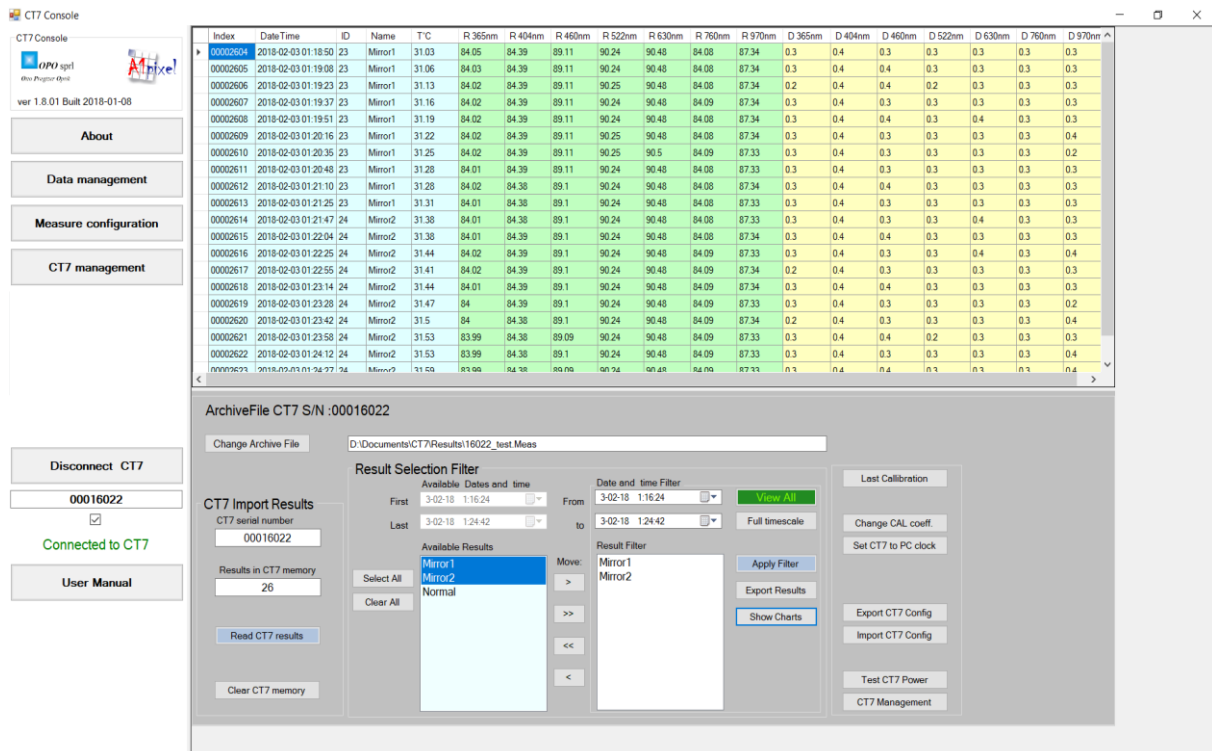 CT7 Console
CT7 Console
OPO sprl
Alpixel
ver 1.8.01 Built 2018-01-08
About
Data management
Measure configuration
CT7 management
Disconnect CT7
00016022
Connected to CT7
User Manual
Index DateTime ID Name T°C R 365nm R 404nm R 460nm R 522nm R 630nm R 760nm R 970nm D 365nm D 404nm D 460nm D 522nm D 630nm D 760nm D 970nm
00002604 2018-02-03 01:18:50 23 Mirror1 31.03 84.05 84.39 89.11 90.24 90.48 84.08 87.34 0.3 0.4 0.3 0.3 0.3 0.3 0.3
00002605 2018-02-03 01:19:08 23 Mirror1 31.06 84.03 84.39 89.11 90.24 90.48 84.08 87.34 0.3 0.4 0.4 0.3 0.3 0.3 0.3
00002606 2018-02-03 01:19:23 23 Mirror1 31.13 84.02 84.39 89.11 90.25 90.48 84.08 87.34 0.2 0.4 0.4 0.2 0.3 0.3 0.3
00002607 2018-02-03 01:19:37 23 Mirror1 31.16 84.02 84.39 89.11 90.24 90.48 84.09 87.34 0.3 0.4 0.3 0.3 0.3 0.3 0.3
00002608 2018-02-03 01:19:51 23 Mirror1 31.19 84.02 84.39 89.11 90.24 90.48 84.08 87.34 0.3 0.4 0.3 0.3 0.4 0.3 0.3
00002609 2018-02-03 01:20:16 23 Mirror1 31.22 84.02 84.39 89.11 90.25 90.48 84.08 87.34 0.3 0.4 0.3 0.3 0.3 0.3 0.4
00002610 2018-02-03 01:20:35 23 Mirror1 31.25 84.02 84.39 89.11 90.25 90.5 84.09 87.33 0.3 0.4 0.3 0.3 0.3 0.3 0.2
00002611 2018-02-03 01:20:48 23 Mirror1 31.28 84.01 84.39 89.11 90.24 90.48 84.08 87.33 0.3 0.4 0.3 0.3 0.3 0.3 0.3
00002612 2018-02-03 01:21:10 23 Mirror1 31.28 84.02 84.38 89.1 90.24 90.48 84.08 87.34 0.3 0.4 0.4 0.3 0.3 0.3 0.3
00002613 2018-02-03 01:21:25 23 Mirror1 31.31 84.01 84.38 89.1 90.24 90.48 84.09 87.33 0.3 0.4 0.3 0.3 0.3 0.3 0.3
00002614 2018-02-03 01:21:47 24 Mirror2 31.38 84.01 84.38 89.1 90.24 90.48 84.08 87.33 0.3 0.4 0.3 0.3 0.4 0.3 0.3
00002615 2018-02-03 01:22:04 24 Mirror2 31.38 84.01 84.39 89.1 90.24 90.48 84.08 87.33 0.3 0.4 0.4 0.3 0.3 0.3 0.3
00002616 2018-02-03 01:22:25 24 Mirror2 31.44 84.02 84.39 89.1 90.24 90.48 84.09 87.33 0.3 0.4 0.3 0.3 0.4 0.3 0.4
00002617 2018-02-03 01:22:55 24 Mirror2 31.41 84.02 84.39 89.1 90.24 90.48 84.09 87.34 0.2 0.4 0.3 0.3 0.3 0.3 0.3
00002618 2018-02-03 01:23:14 24 Mirror2 31.44 84.01 84.39 89.1 90.24 90.48 84.09 87.34 0.3 0.4 0.4 0.3 0.3 0.3 0.4
00002619 2018-02-03 01:23:28 24 Mirror2 31.47 84 84.39 89.1 90.24 90.48 84.09 87.33 0.3 0.4 0.3 0.3 0.3 0.3 0.2
00002620 2018-02-03 01:23:42 24 Mirror2 31.5 84 84.38 89.1 90.24 90.48 84.09 87.34 0.2 0.4 0.3 0.3 0.3 0.3 0.4
00002621 2018-02-03 01:23:58 24 Mirror2 31.53 83.99 84.38 89.09 90.24 90.48 84.09 87.33 0.3 0.4 0.4 0.2 0.3 0.3 0.3
00002622 2018-02-03 01:24:12 24 Mirror2 31.53 83.99 84.38 89.1 90.24 90.48 84.09 87.33 0.3 0.4 0.3 0.3 0.3 0.3 0.4
00002623 2018-02-03 01:24:27 24 Mirror2 31.59 83.99 84.38 89.09 90.24 90.48 84.09 87.33 0.3 0.4 0.4 0.3 0.3 0.3 0.4
ArchiveFile CT7 S/N :00016022
Change Archive File
D:\Documents\CT7\Results\16022_test.Meas
CT7 Import Results
CT7 serial number
00016022
Results in CT7 memory
26
Read CT7 results
Clear CT7 memory
Result Selection Filter
Available Dates and time
Date and time Filter
First 3-02-18 1:16:24 From 3-02-18 1:16:24 View All
Last 3-02-18 1:24:42 to 3-02-18 1:24:42 Full timescale
Available Results
Move:
Result Filter
Select All
Clear All
Mirror1
Mirror2
Normal
>
>>
<<
<
Mirror1
Mirror2
Apply Filter
Export Results
Show Charts
Last Callibration
Change CAL coeff.
Set CT7 to PC clock
Export CT7 Config
Import CT7 Config
Test CT7 Power
CT7 Management